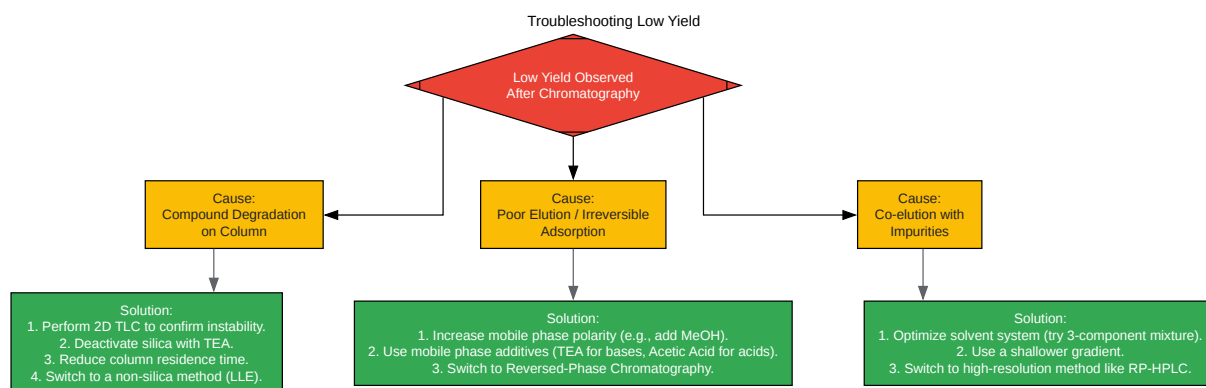 Troubleshooting Low Yield
Low Yield Observed
After Chromatography
Cause:
Compound Degradation
on Column
Cause:
Poor Elution / Irreversible
Adsorption
Cause:
Co-elution with
Impurities
Solution:
1. Perform 2D TLC to confirm instability.
2. Deactivate silica with TEA.
3. Reduce column residence time.
4. Switch to a non-silica method (LLE).
Solution:
1. Increase mobile phase polarity (e.g., add MeOH).
2. Use mobile phase additives (TEA for bases, Acetic Acid for acids).
3. Switch to Reversed-Phase Chromatography.
Solution:
1. Optimize solvent system (try 3-component mixture).
2. Use a shallower gradient.
3. Switch to high-resolution method like RP-HPLC.